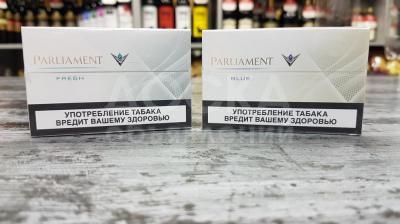 PARLIAMENT
FRESH
УПОТРЕБЛЕНИЕ ТАБАКА
ВРЕДИТ ВАШЕМУ ЗДОРОВЬЮ
PARLIAMENT
BLUE
УПОТРЕБЛЕНИЕ ТАБАКА
ВРЕДИТ ВАШЕМУ ЗДОРОВЬЮ